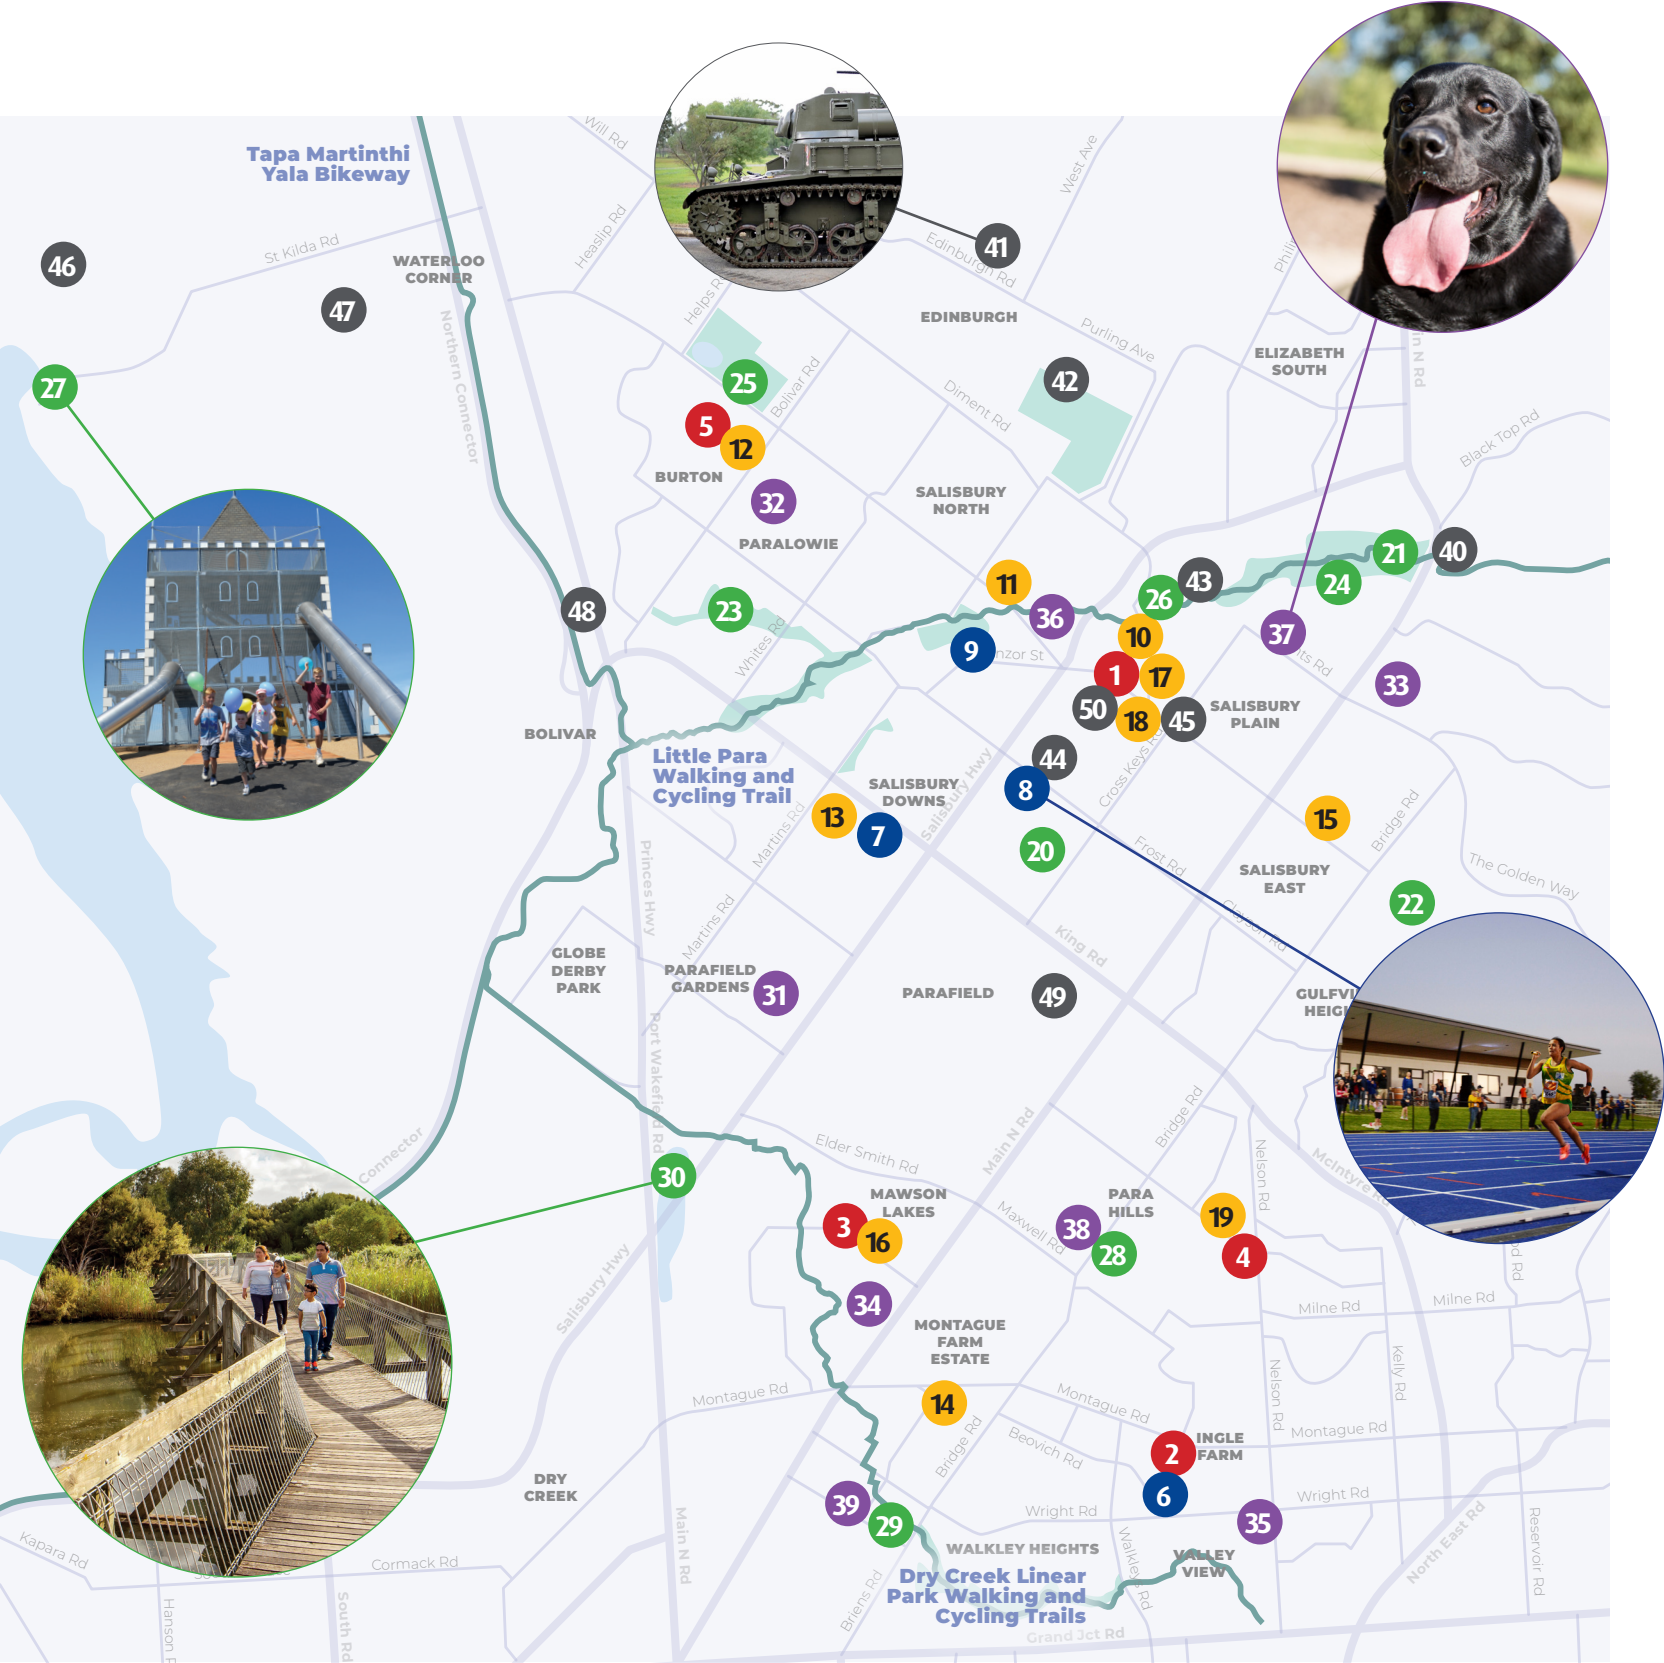 Tapa Martinthi
Yala Bikeway
Will Rd
West Ave
St Kilda Rd
Heaslip Rd
WATERLOO
CORNER
46
47
41
Edinburgh Rd
Helps
EDINBURGH
Purling Ave
ELIZABETH
SOUTH
Northern Connector
27
25
Bolivar Rd
42
Diment Rd
N Rd
5
12
Black Top Rd
BURTON
32
SALISBURY
NORTH
PARALOWIE
21
40
11
43
24
26
48
23
36
10
37
Whites Rd
9
nzor St
ts Rd
1
17
33
50
18
45
SALISBURY
PLAIN
BOLIVAR
Little Para
Walking and
Cycling Trail
44
Cross Keys Rd
SALISBURY
DOWNS
Salisbury Hwy
8
13
7
15
Martins Rd
Bridge Rd
20
Frost Rd
Princes Hwy
SALISBURY
EAST
The Golden Way
22
Martins Rd
Clayson Rd
King Rd
GLOBE
DERBY
PARK
PARAFIELD
GARDENS
31
PARAFIELD
49
Port Wakefield Rd
Main N Rd
Bridge Rd
Elder Smith Rd
Connector
Nelson Rd
McIntyre
30
MAWSON
LAKES
3
16
Maxwell Rd
38
PARA
HILLS
28
19
4
Salisbury Hwy
34
Milne Rd
Milne Rd
MONTAGUE
FARM
ESTATE
Montague Rd
14
Montague Rd
Nelson Rd
Kelly Rd
Bridge Rd
Beovich Rd
Montague Rd
2
INGLE
FARM
DRY
CREEK
6
Wright Rd
Wright Rd
39
29
35
Main N Rd
Kapara Rd
Cormack Rd
WALKLEY HEIGHTS
Walkleys Rd
VALLEY
VIEW
North East Rd
Reservoir Rd
Dry Creek Linear
Park Walking and
Cycling Trails
Briens Rd
Hanson
South Rd
Grand Jct Rd